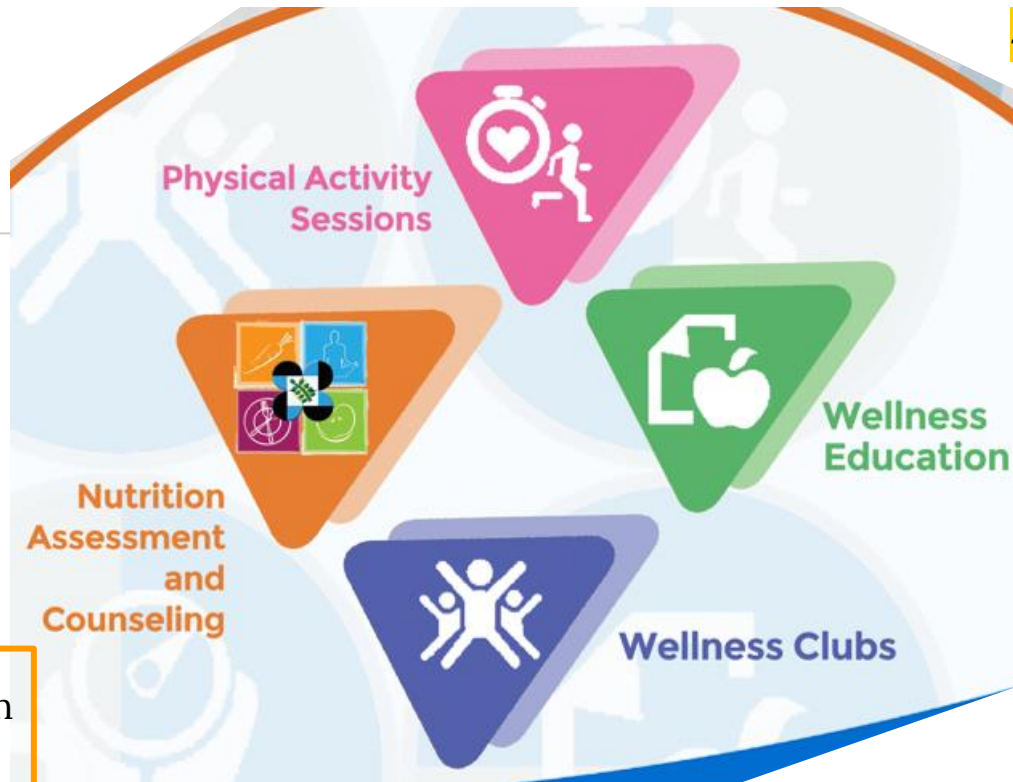 Physical Activity
Sessions
Wellness
Education
Nutrition
Assessment
and
Counseling
Wellness Clubs